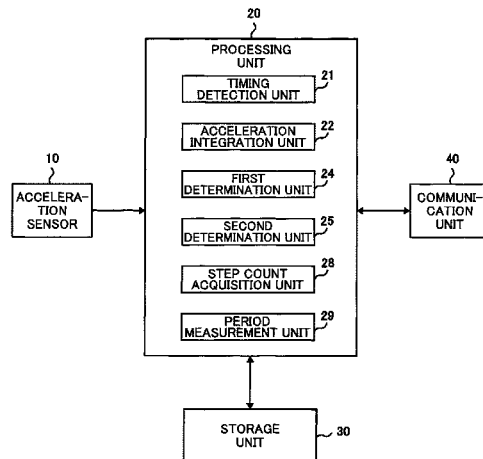 20
PROCESSING
UNIT
21
TIMING
DETECTION UNIT
22
ACCELERATION
INTEGRATION UNIT
10
ACCELERA-
TION
SENSOR
24
FIRST
DETERMINATION UNIT
40
COMMUNI-
CATION
UNIT
25
SECOND
DETERMINATION UNIT
28
STEP COUNT
ACQUISITION UNIT
29
PERIOD
MEASUREMENT UNIT
STORAGE
UNIT
30